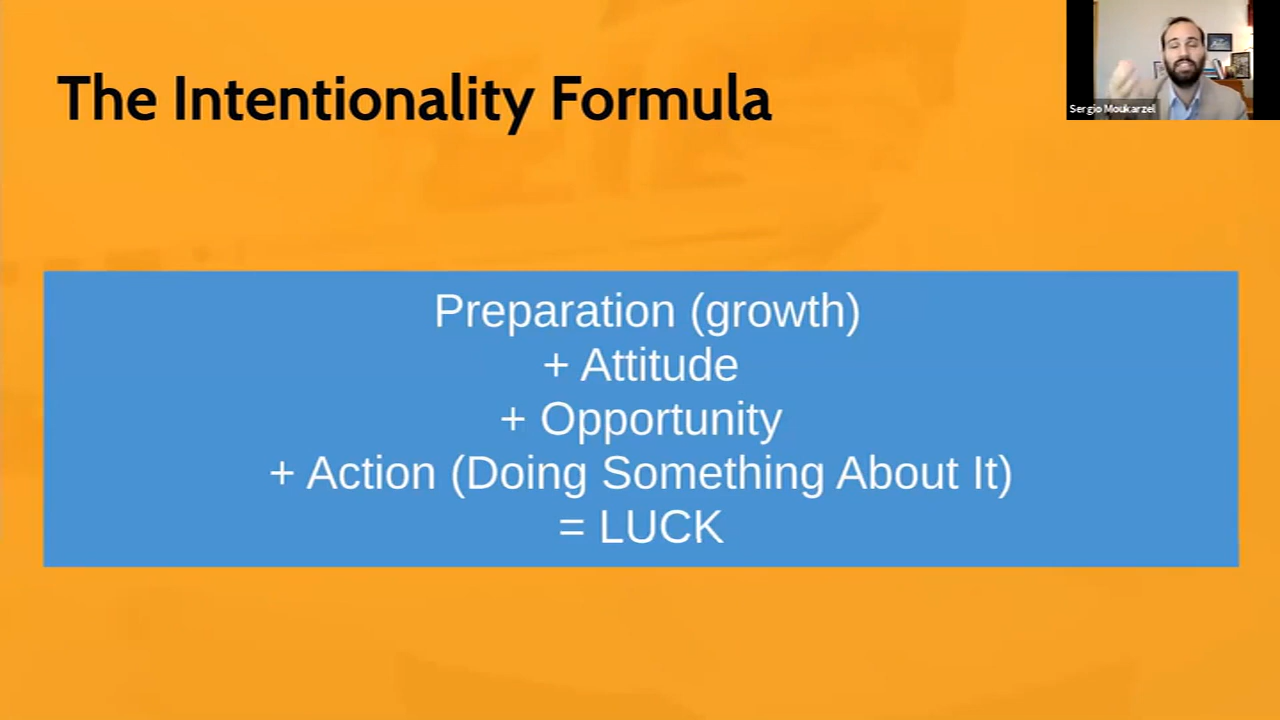 The Intentionality Formula
Sergio Moukarzel
Preparation (growth)
+ Attitude
+ Opportunity
+ Action (Doing Something About It)
= LUCK